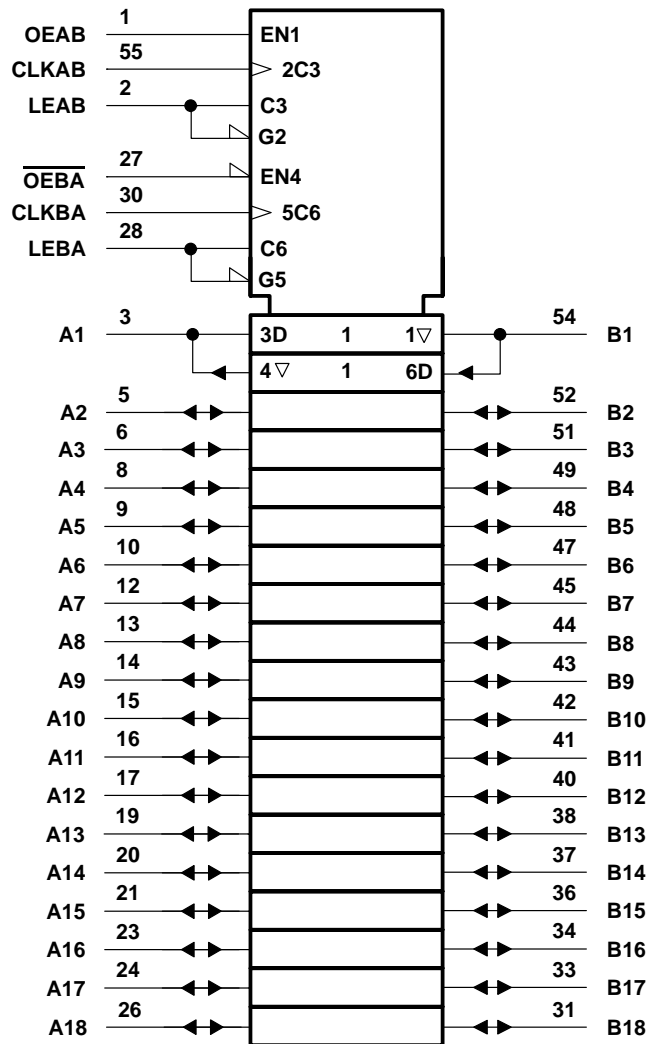 1
OEAB EN1
55
CLKAB 2C3
2
LEAB C3
G2
27
OEBA EN4
30
CLKBA 5C6
28
LEBA C6
G5
3 54
A1 3D 1 1▽ B1
4▽ 1 6D
5 52
A2 B2
6 51
A3 B3
8 49
A4 B4
9 48
A5 B5
10 47
A6 B6
12 45
A7 B7
13 44
A8 B8
14 43
A9 B9
15 42
A10 B10
16 41
A11 B11
17 40
A12 B12
19 38
A13 B13
20 37
A14 B14
21 36
A15 B15
23 34
A16 B16
24 33
A17 B17
26 31
A18 B18